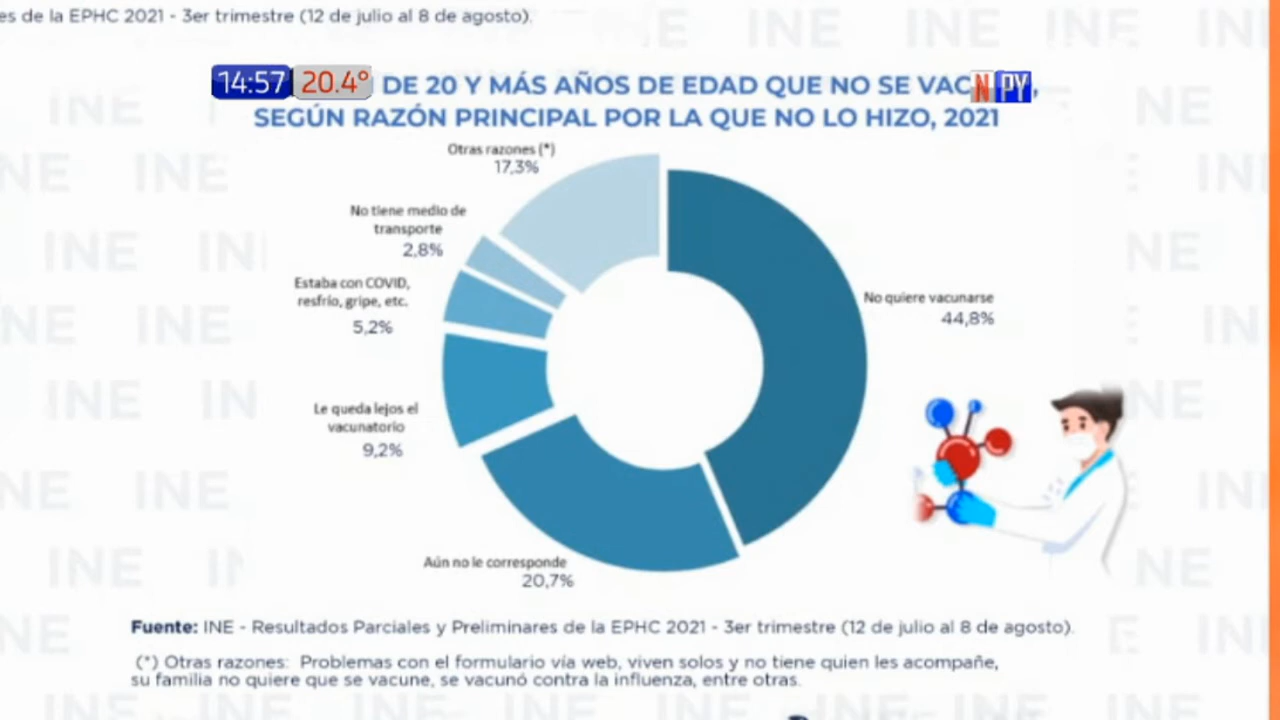 es de la EPHC 2021 - 3er trimestre (12 de julio al 8 de agosto).
14:57 20.4° DE 20 Y MÁS AÑOS DE EDAD QUE NO SE VAC N PY ,
SEGÚN RAZÓN PRINCIPAL POR LA QUE NO LO HIZO, 2021
Otras razones (*)
17,3%
No tiene medio de
transporte
2,8%
Estaba con COVID,
resfrío, gripe, etc.
5,2%
No quiere vacunarse
44,8%
Le queda lejos el
vacunatorio
9,2%
Aún no le corresponde
20,7%
Fuente: INE - Resultados Parciales y Preliminares de la EPHC 2021 - 3er trimestre (12 de julio al 8 de agosto).
(*) Otras razones: Problemas con el formulario vía web, viven solos y no tiene quien les acompañe,
su familia no quiere que se vacune, se vacunó contra la influenza, entre otras.